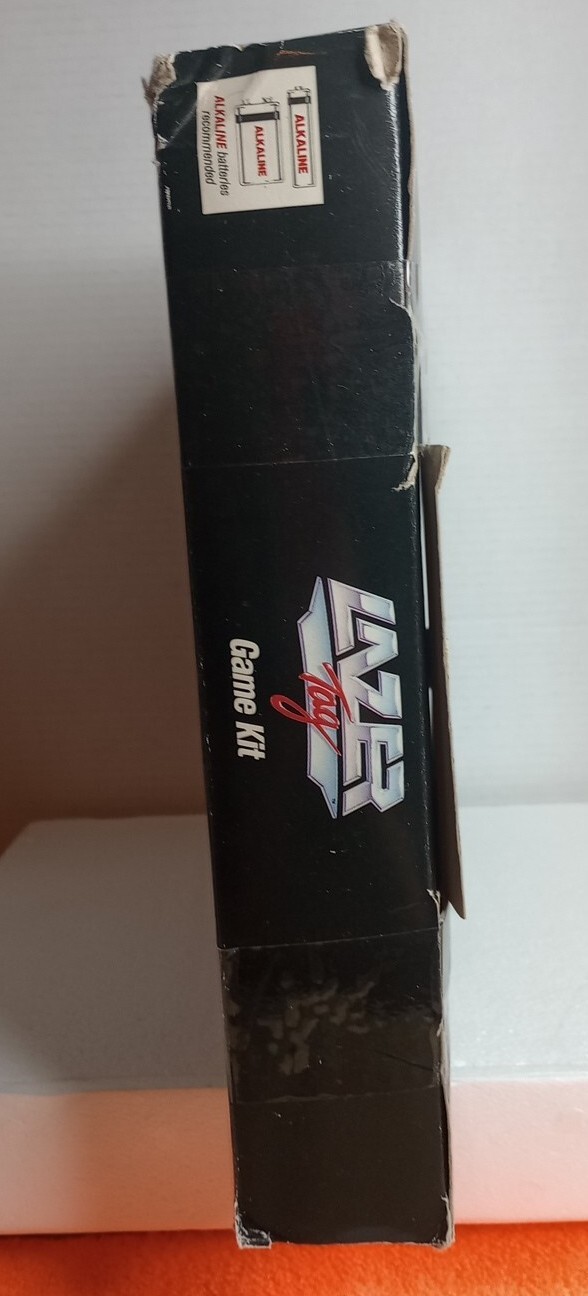 ALKALINE
ALKALINE
ALKALINE batteries
recommended
LAZER
Tag
Game Kit